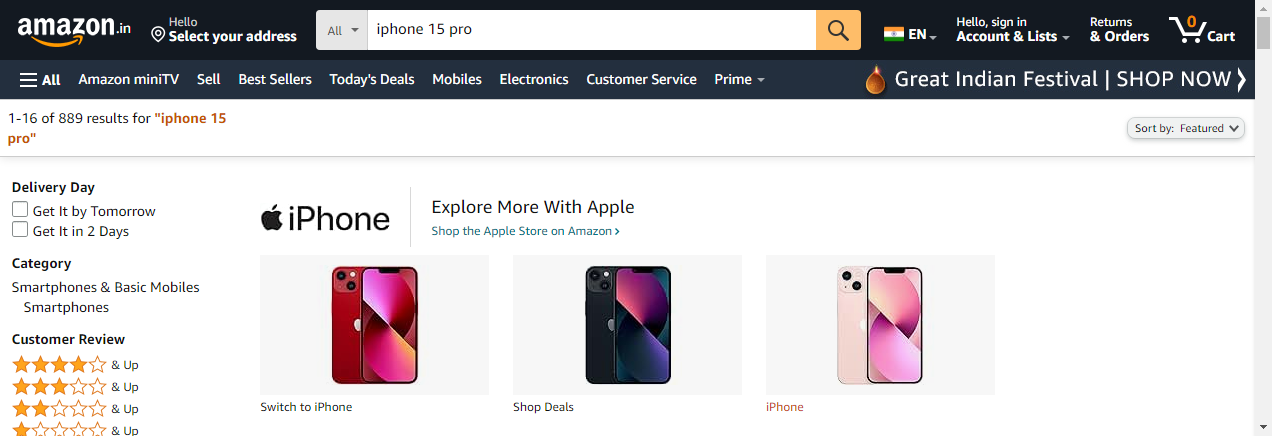 amazon.in
Hello
Select your address
All
iphone 15 pro
EN
Hello, sign in
Account & Lists
Returns
& Orders
0
Cart
All
Amazon miniTV
Sell
Best Sellers
Today's Deals
Mobiles
Electronics
Customer Service
Prime
Great Indian Festival | SHOP NOW
1-16 of 889 results for "iphone 15
pro"
Sort by: Featured
Delivery Day
Get It by Tomorrow
Get It in 2 Days
Category
Smartphones & Basic Mobiles
Smartphones
Customer Review
& Up
& Up
& Up
& Up
iPhone
Explore More With Apple
Shop the Apple Store on Amazon ›
Switch to iPhone
Shop Deals
iPhone